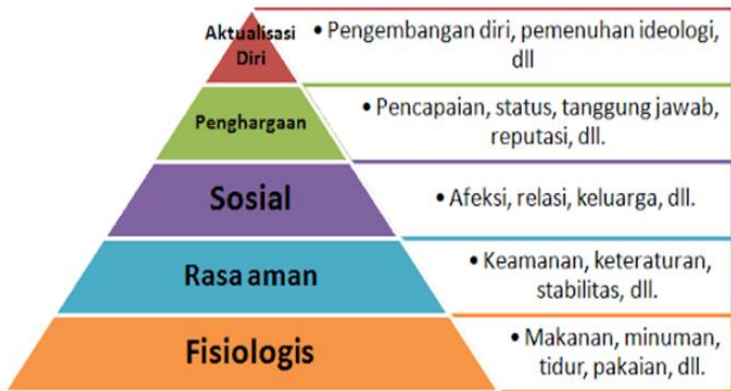 Aktualisasi
Diri
• Pengembangan diri, pemenuhan ideologi,
dll
Penghargaan
• Pencapaian, status, tanggung jawab,
reputasi, dll.
Sosial
• Afeksi, relasi, keluarga, dll.
Rasa aman
• Keamanan, keteraturan,
stabilitas, dll.
Fisiologis
• Makanan, minuman,
tidur, pakaian, dll.